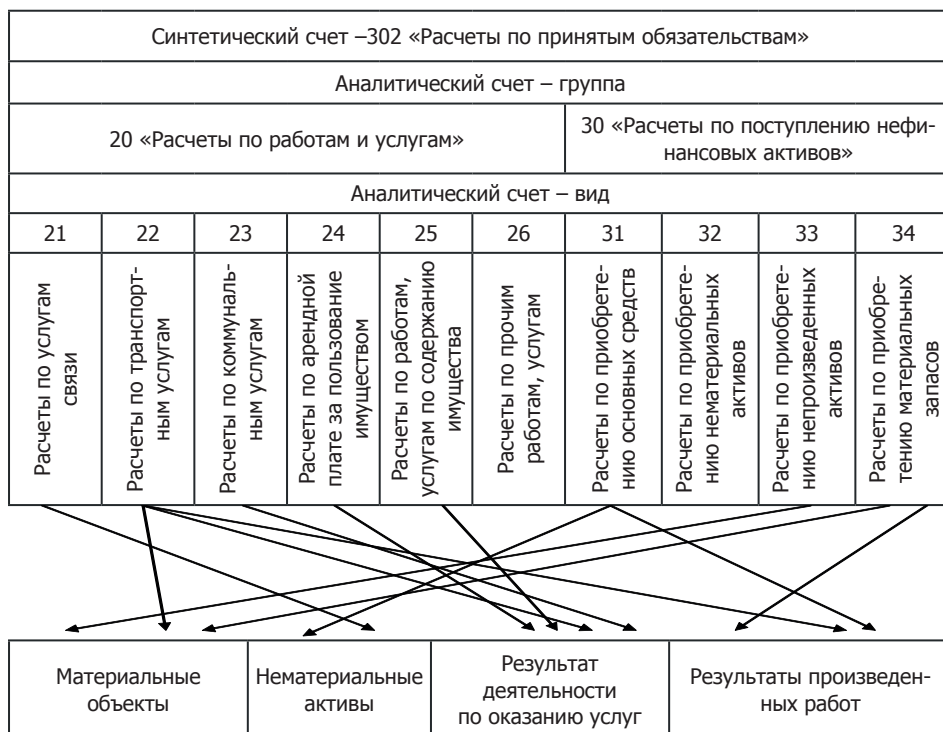 Синтетический счет –302 «Расчеты по принятым обязательствам»
Аналитический счет – группа
20 «Расчеты по работам и услугам»
30 «Расчеты по поступлению нефи-
нансовых активов»
Аналитический счет – вид
21
22
23
24
25
26
31
32
33
34
Расчеты по услугам
связи
Расчеты по транспорт-
ным услугам
Расчеты по коммуналь-
ным услугам
Расчеты по арендной
плате за пользование
имуществом
Расчеты по работам,
услугам по содержанию
имущества
Расчеты по прочим
работам, услугам
Расчеты по приобрете-
нию основных средств
Расчеты по приобрете-
нию нематериальных
активов
Расчеты по приобрете-
нию непроизведенных
активов
Расчеты по приобре-
тению материальных
запасов
Материальные
объекты
Нематериальные
активы
Результат
деятельности
по оказанию услуг
Результаты произведен-
ных работ